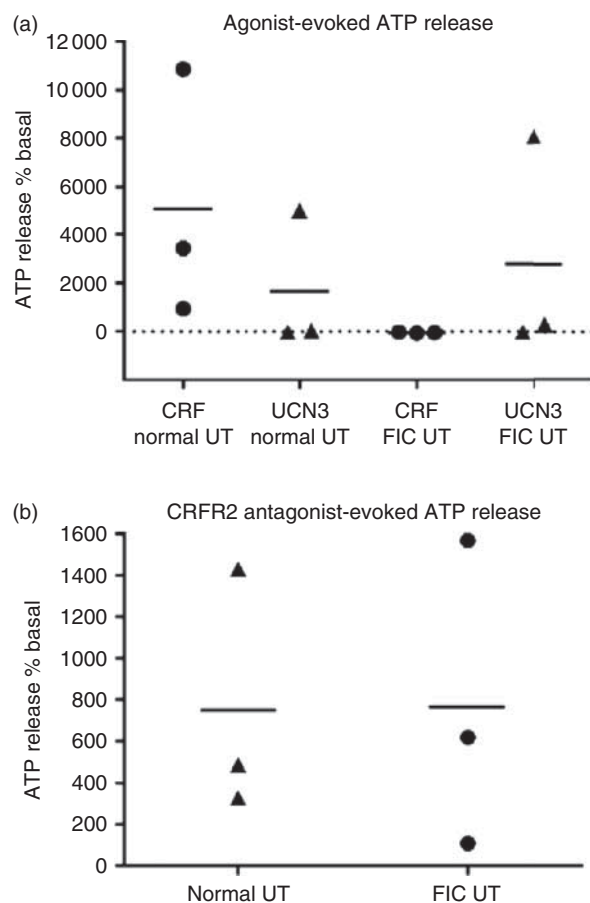 (a) Agonist-evoked ATP release
12 000
10 000
8000
6000
4000
2000
0
ATP release % basal
CRF UCN3 CRF UCN3
normal UT normal UT FIC UT FIC UT
(b) CRFR2 antagonist-evoked ATP release
1600
1400
1200
1000
800
600
400
200
0
ATP release % basal
Normal UT FIC UT